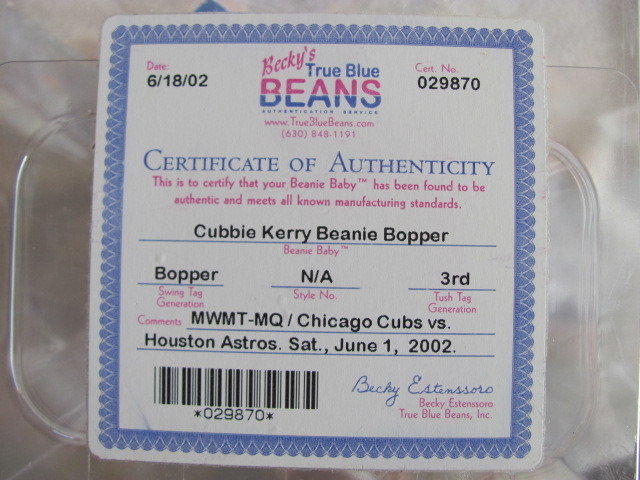 Date:
6/18/02
Becky's
True Blue
BEANS
AUTHENTICATION SERVICE
www.TrueBlueBeans.com
(630) 848-1191
Cert. No.
029870
CERTIFICATE OF AUTHENTICITY
This is to certify that your Beanie Baby™ has been found to be
authentic and meets all known manufacturing standards.
Cubbie Kerry Beanie Bopper
Beanie Baby™
Bopper N/A 3rd
Swing Tag Generation Style No. Tush Tag Generation
Comments MWMT-MQ / Chicago Cubs vs.
Houston Astros. Sat., June 1, 2002.
*029870*
Becky Estenssoro
Becky Estenssoro
True Blue Beans, Inc.